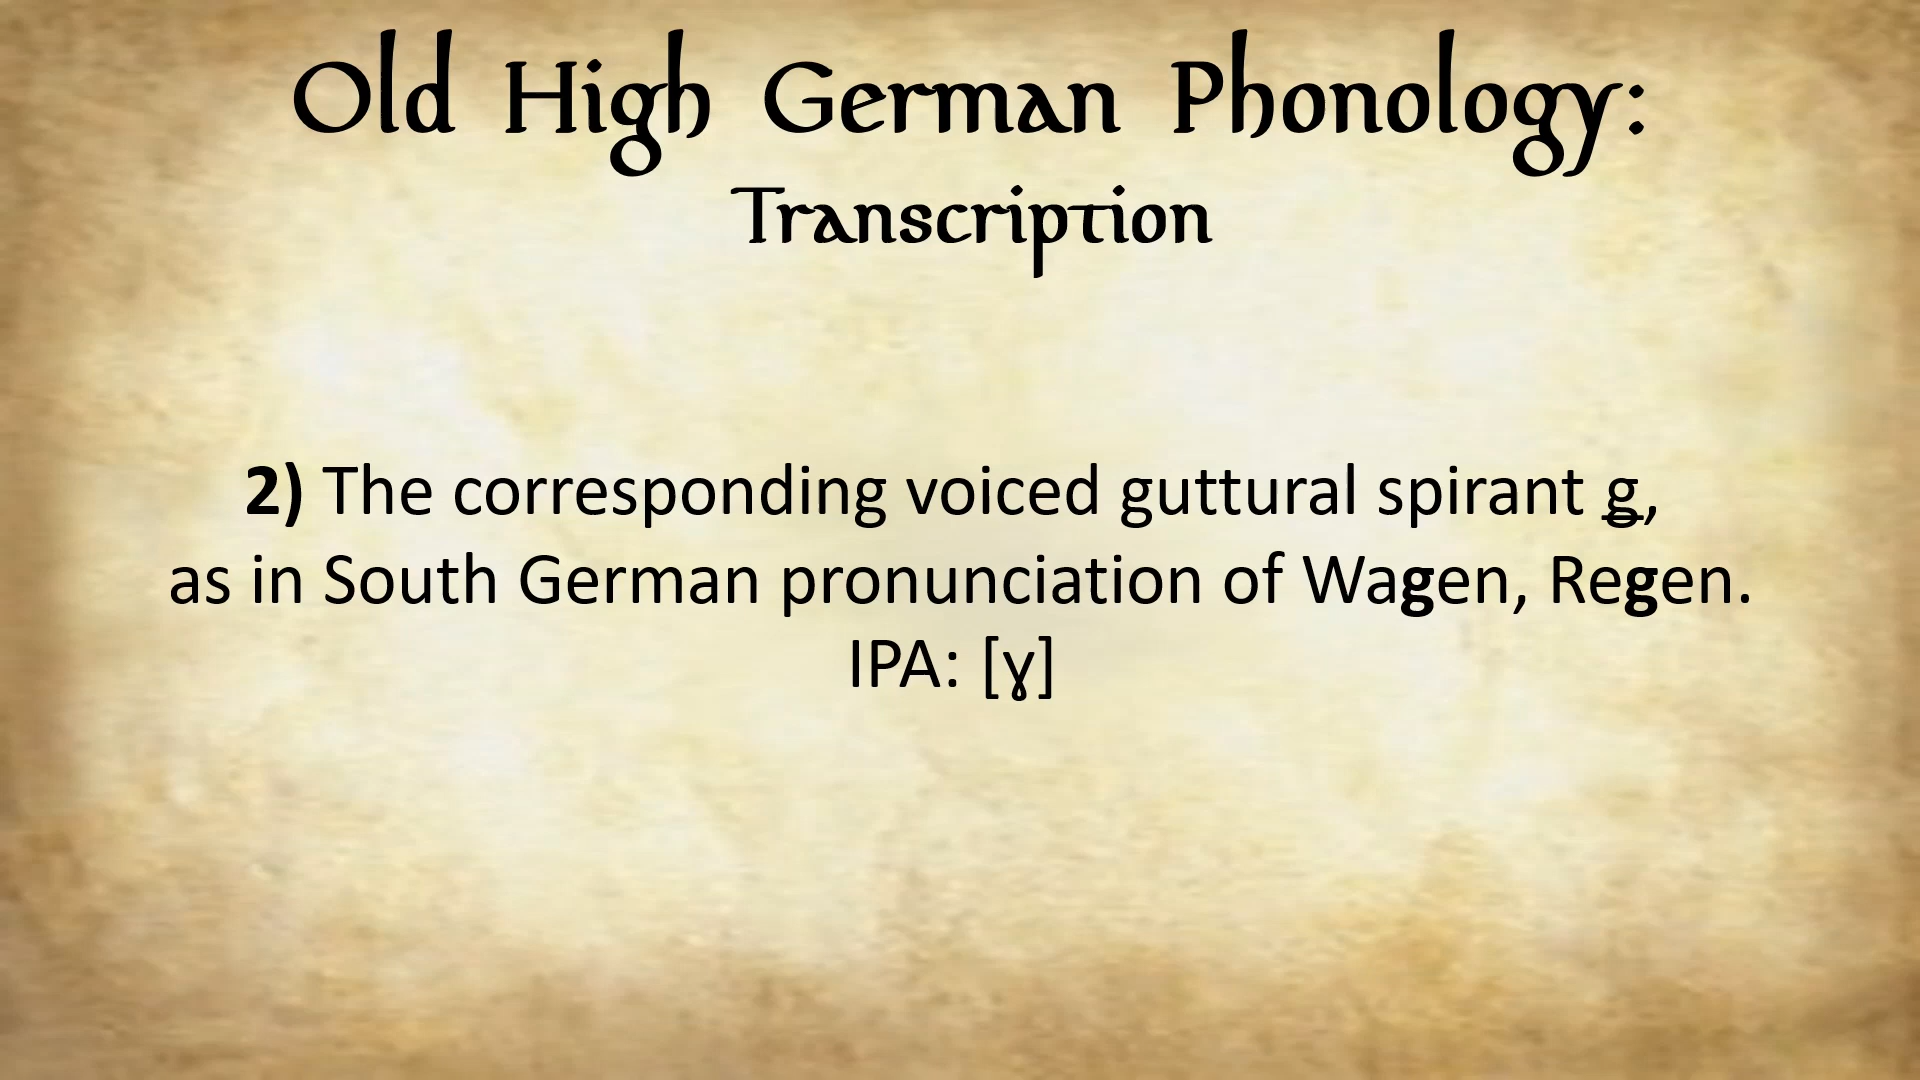 Old High German Phonology:
Transcription
2) The corresponding voiced guttural spirant g̲,
as in South German pronunciation of Wagen, Regen.
IPA: [ɣ]